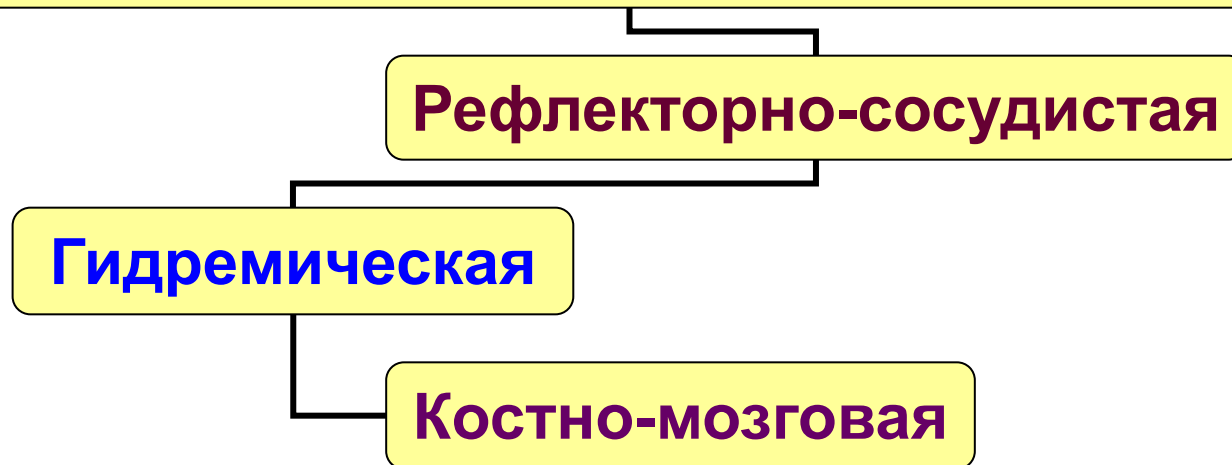 Рефлекторно-сосудистая
Гидремическая
Костно-мозговая